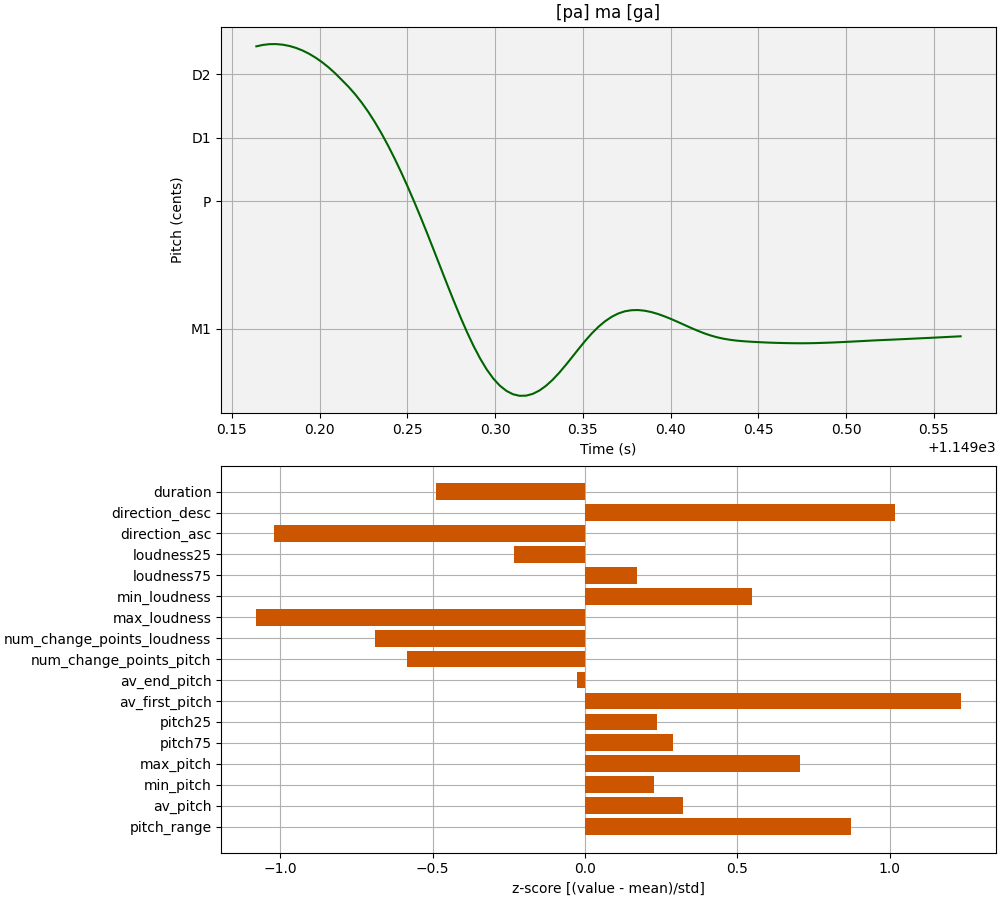 [pa] ma [ga]
D2
D1
P
M1
Pitch (cents)
0.15 0.20 0.25 0.30 0.35 0.40 0.45 0.50 0.55
Time (s)
+1.149e3
duration
direction_desc
direction_asc
loudness25
loudness75
min_loudness
max_loudness
num_change_points_loudness
num_change_points_pitch
av_end_pitch
av_first_pitch
pitch25
pitch75
max_pitch
min_pitch
av_pitch
pitch_range
−1.0 −0.5 0.0 0.5 1.0
z-score [(value - mean)/std]